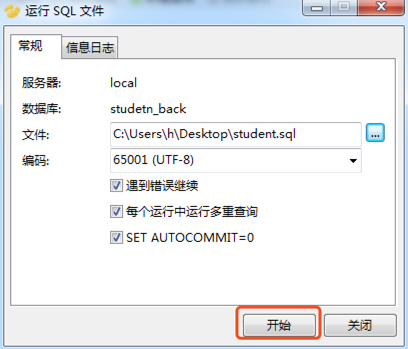 运行 SQL 文件
常规 信息日志
服务器: local
数据库: studetn_back
文件: C:\Users\h\Desktop\student.sql ...
编码: 65001 (UTF-8)
遇到错误继续
每个运行中运行多重查询
SET AUTOCOMMIT=0
开始 关闭